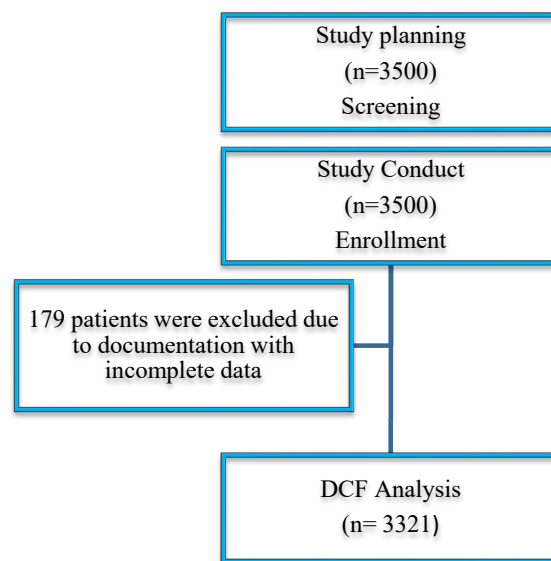 Study planning
(n=3500)
Screening
Study Conduct
(n=3500)
Enrollment
179 patients were excluded due
to documentation with
incomplete data
DCF Analysis
(n= 3321)